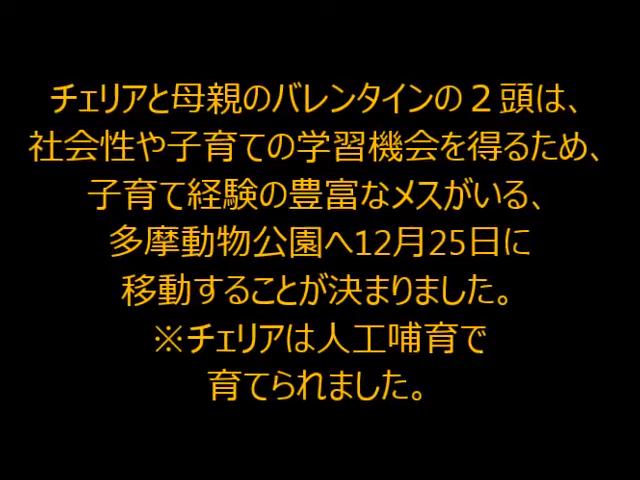 チェリアと母親のバレンタインの２頭は、
社会性や子育ての学習機会を得るため、
子育て経験の豊富なメスがいる、
多摩動物公園へ12月25日に
移動することが決まりました。
※チェリアは人工哺育で
育てられました。